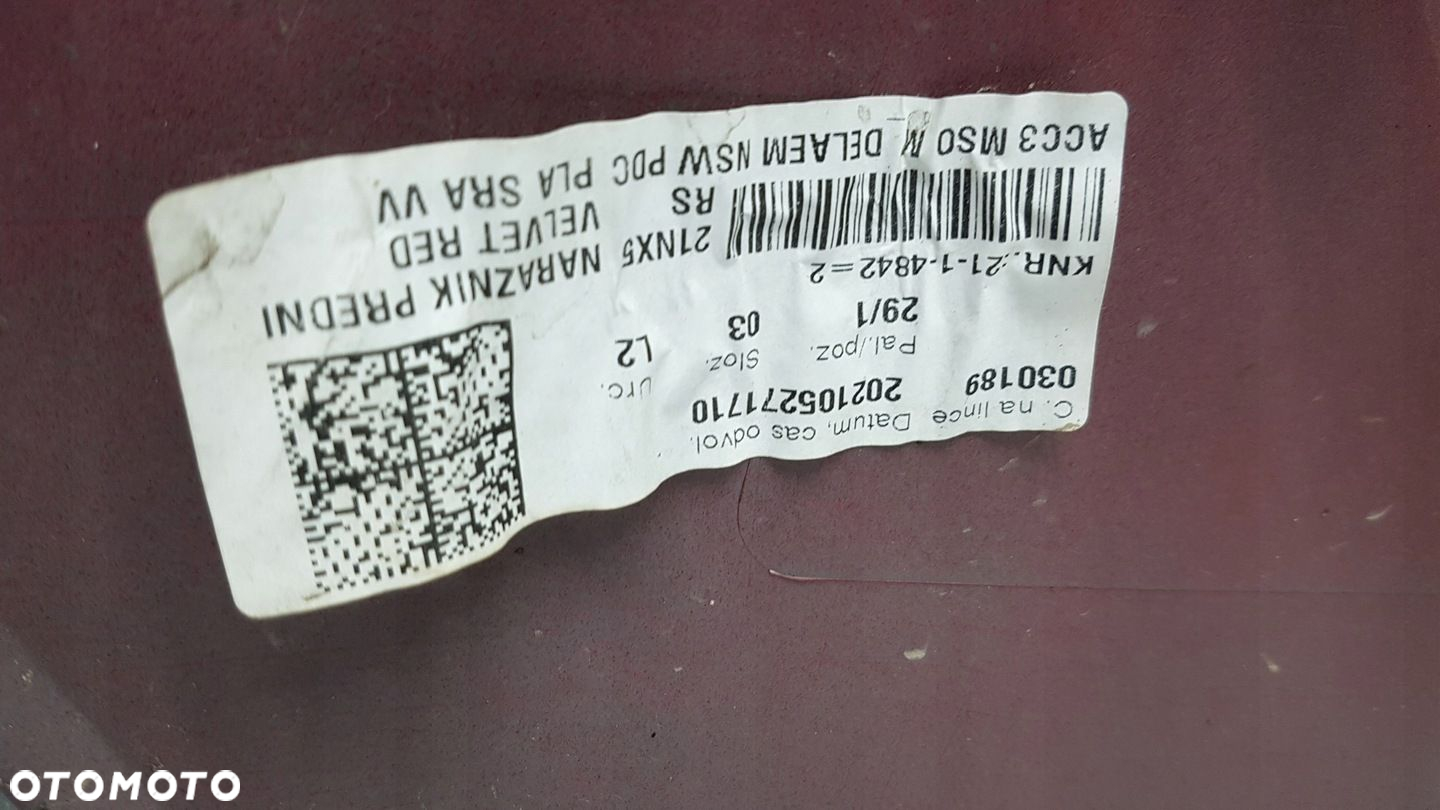 C. na lince Datum, cas odvol.
030189 202105271710
Pal./poz. Sloz. Urc.
29/1 03 L2
KNR.:21-1-4842=2
21NX5 NARAZNIK PREDNI
RS VELVET RED
ACC3 MSO M DELAEM NSW PDC PLA SRA VV
OTOMOTO